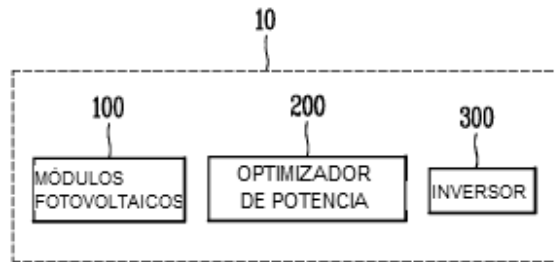 10
100
200
300
MÓDULOS
FOTOVOLTAICOS
OPTIMIZADOR
DE POTENCIA
INVERSOR